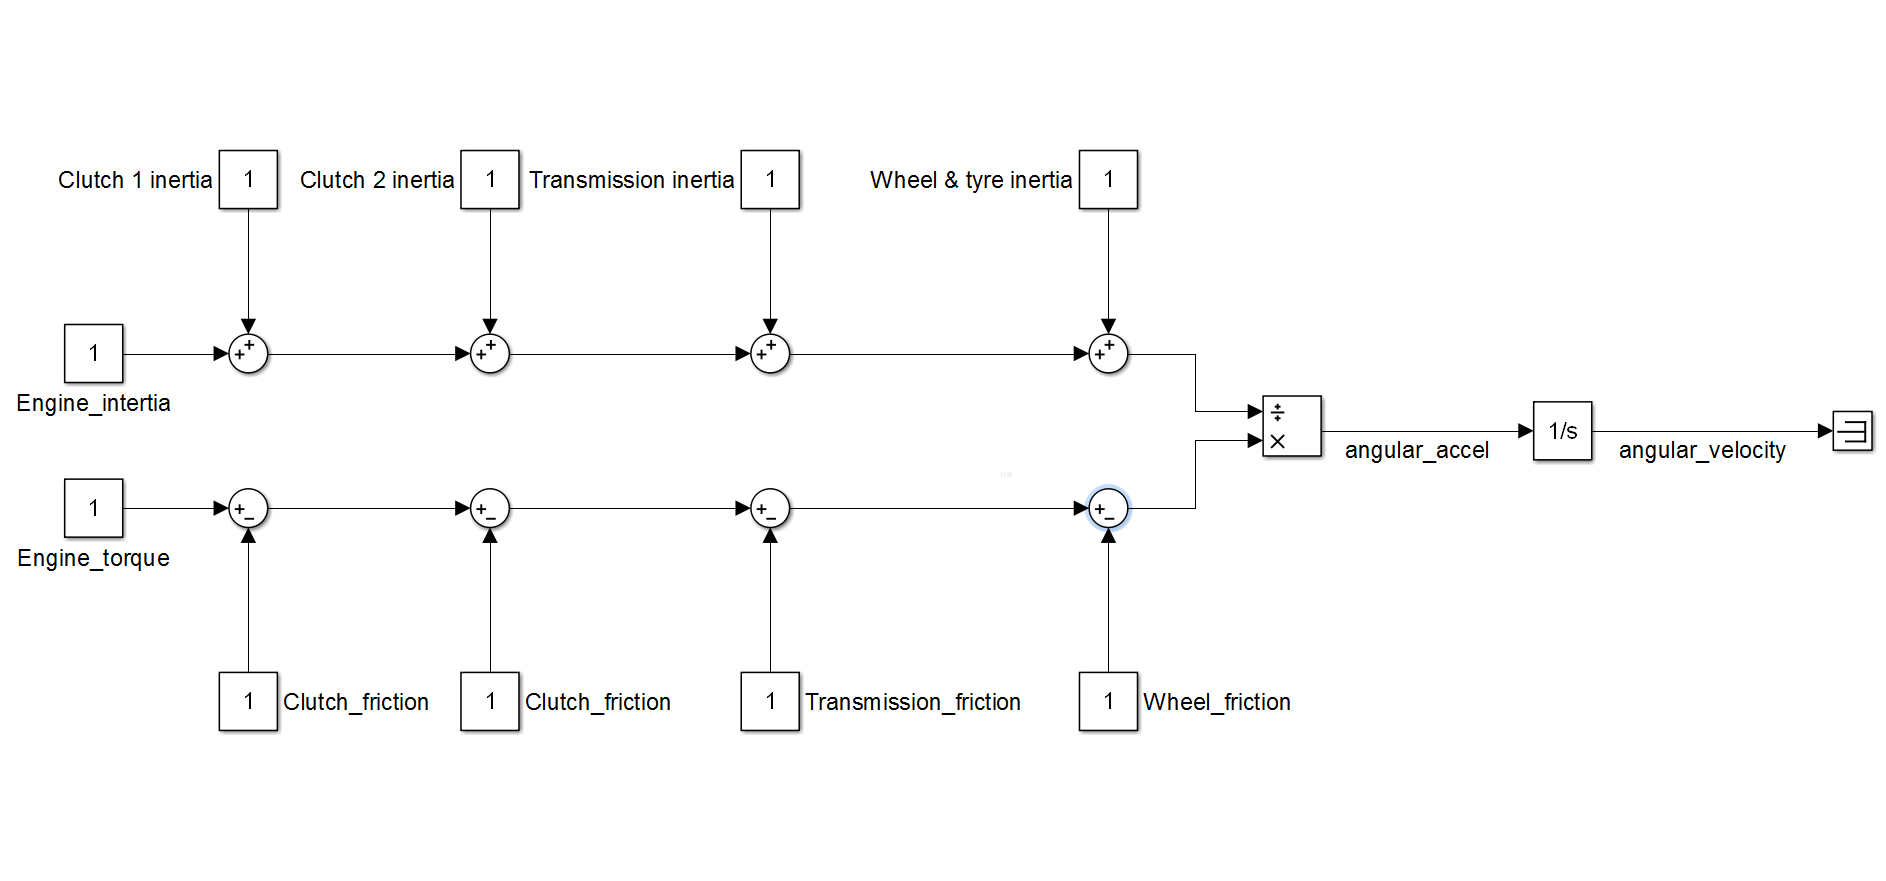 Clutch 1 inertia 1 Clutch 2 inertia 1 Transmission inertia 1 Wheel & tyre inertia 1
1
Engine_intertia
1/s
angular_accel angular_velocity
1
Engine_torque
1 Clutch_friction 1 Clutch_friction 1 Transmission_friction 1 Wheel_friction